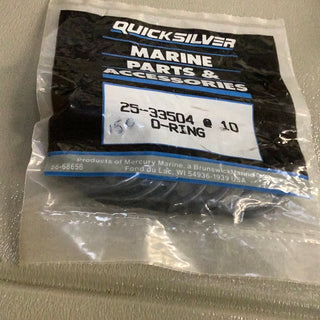 QUICKSILVER
MARINE
PARTS &
ACCESSORIES
25-33504 @ 10
O-RING
Products of Mercury Marine, a Brunswick
Fond du Lac, WI 54936-1939 USA